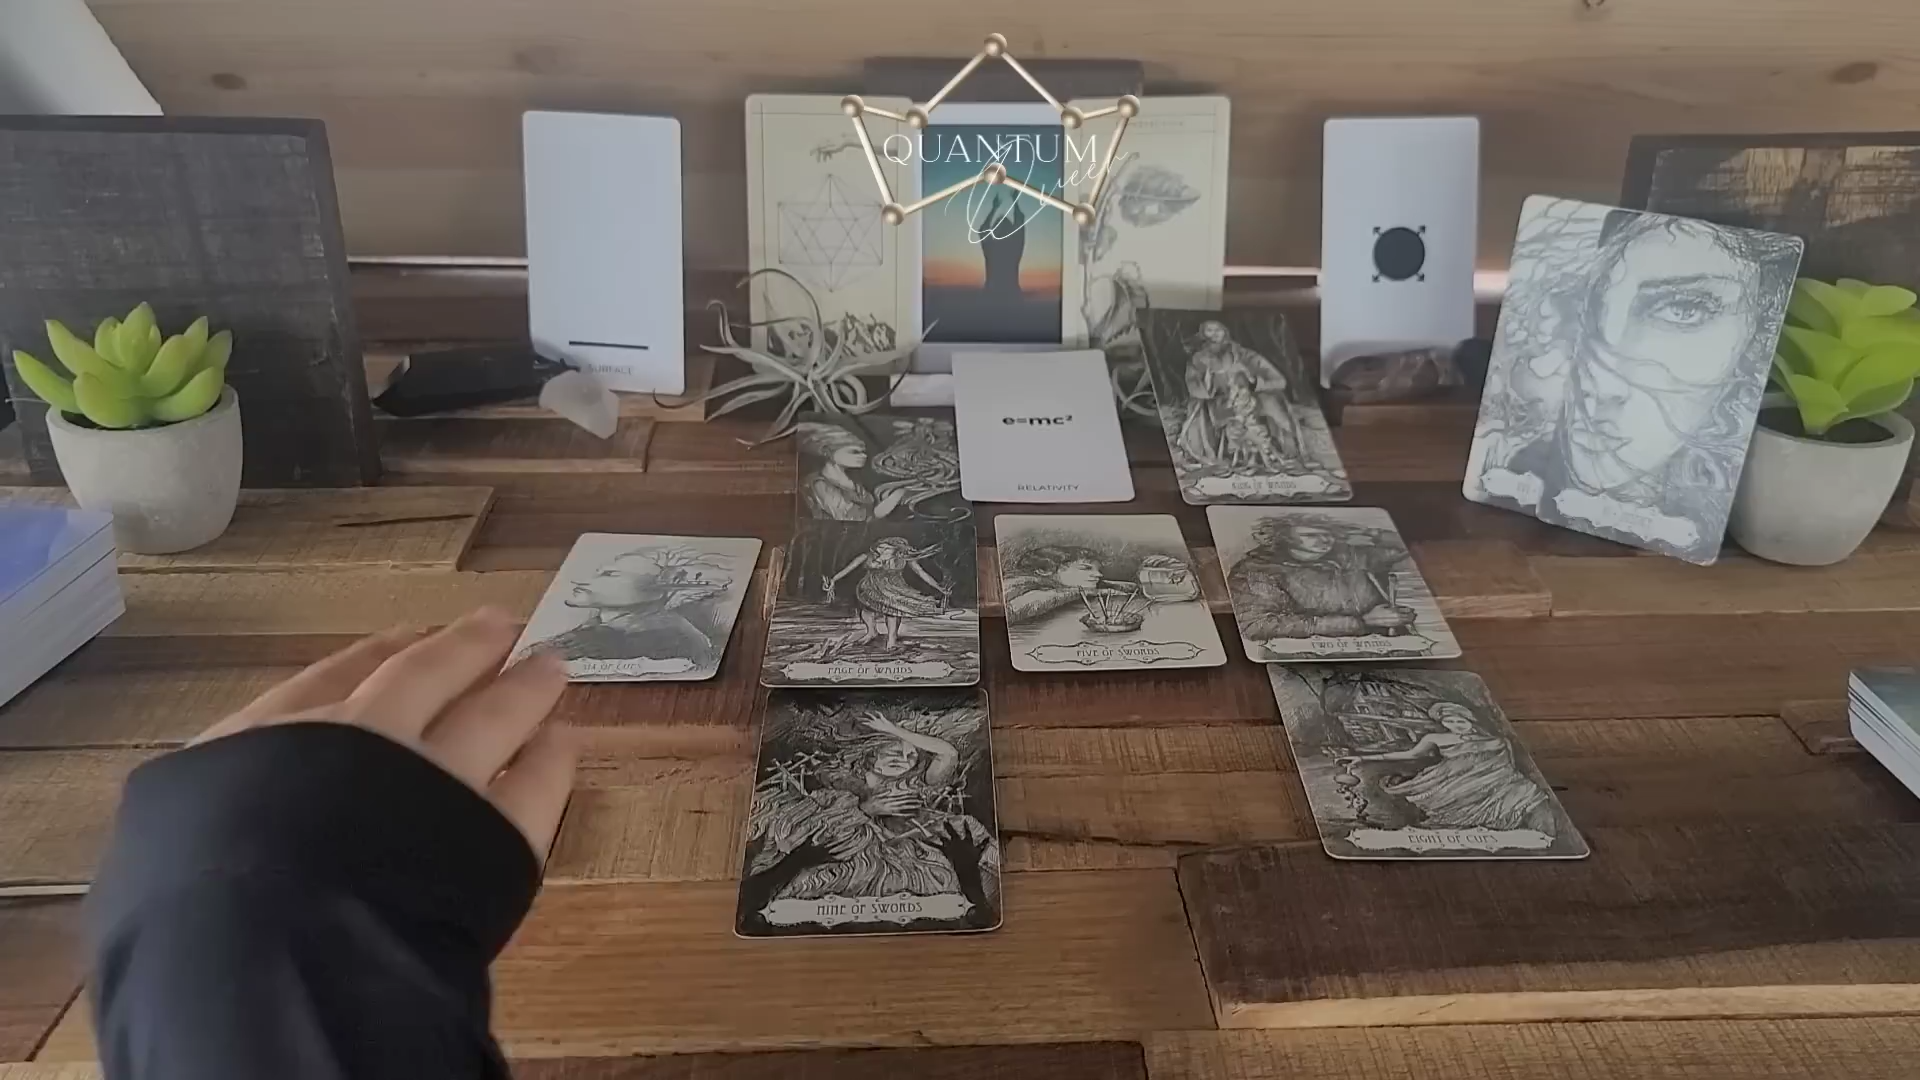 QUANTUM
Queen
SURFACE
e=mc²
RELATIVITY
KING OF WANDS
SIX OF CUPS
PAGE OF WANDS
FIVE OF SWORDS
TWO OF WANDS
EIGHT OF CUPS
NINE OF SWORDS